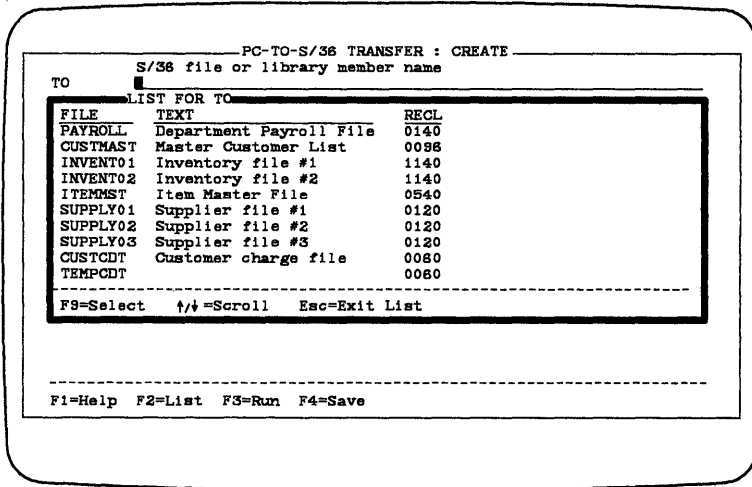 PC-TO-S/36 TRANSFER : CREATE
S/36 file or library member name
TO
LIST FOR TO
FILE TEXT RECL
PAYROLL Department Payroll File 0140
CUSTMAST Master Customer List 0096
INVENT01 Inventory file #1 1140
INVENT02 Inventory file #2 1140
ITEMMST Item Master File 0540
SUPPLY01 Supplier file #1 0120
SUPPLY02 Supplier file #2 0120
SUPPLY03 Supplier file #3 0120
CUSTCDT Customer charge file 0060
TEMPCDT 0060
F9=Select ↑/↓ =Scroll Esc=Exit List
F1=Help F2=List F3=Run F4=Save